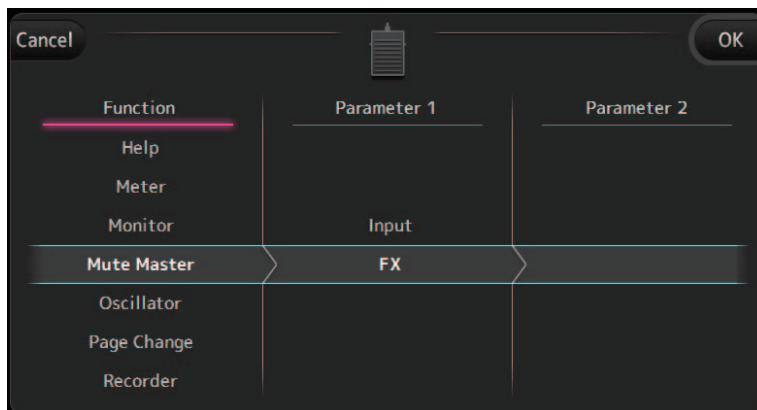 Cancel
OK
Function Parameter 1 Parameter 2
Help
Meter
Monitor Input
Mute Master FX
Oscillator
Page Change
Recorder